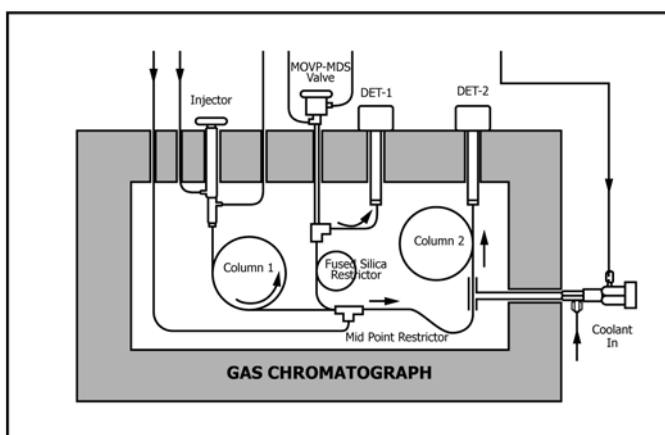 MOVP-MDS
Valve
Injector
DET-1
DET-2
Column 1
Column 2
Fused Silica
Restrictor
Mid Point Restrictor
Coolant
In
GAS CHROMATOGRAPH